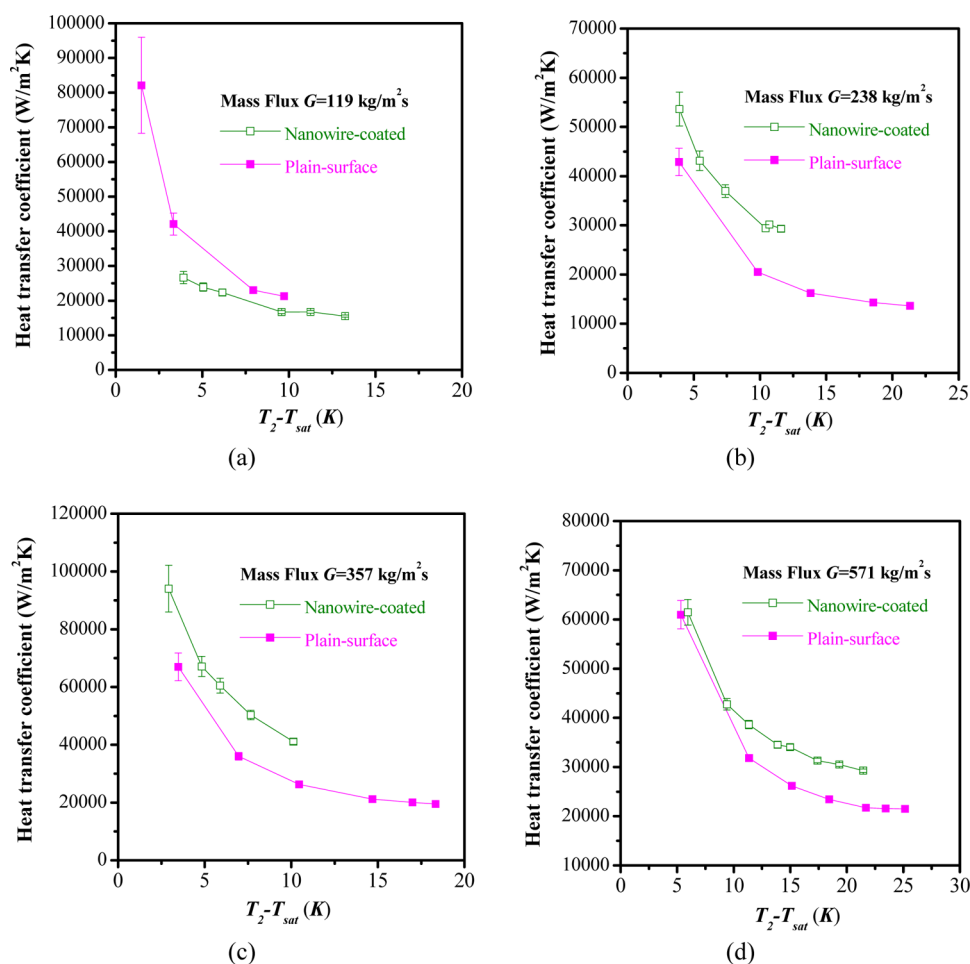 100000
90000
80000
70000
60000
50000
40000
30000
20000
10000
0
Heat transfer coefficient (W/m²K)
Mass Flux G=119 kg/m²s
Nanowire-coated
Plain-surface
0 5 10 15 20
T₂-Tsat (K)
(a)
70000
60000
50000
40000
30000
20000
10000
0
Heat transfer coefficient (W/m²K)
Mass Flux G=238 kg/m²s
Nanowire-coated
Plain-surface
0 5 10 15 20 25
T₂-Tsat (K)
(b)
120000
100000
80000
60000
40000
20000
0
Heat transfer coefficient (W/m²K)
Mass Flux G=357 kg/m²s
Nanowire-coated
Plain-surface
0 5 10 15 20
T₂-Tsat (K)
(c)
80000
70000
60000
50000
40000
30000
20000
10000
Heat transfer coefficient (W/m²K)
Mass Flux G=571 kg/m²s
Nanowire-coated
Plain-surface
0 5 10 15 20 25 30
T₂-Tsat (K)
(d)